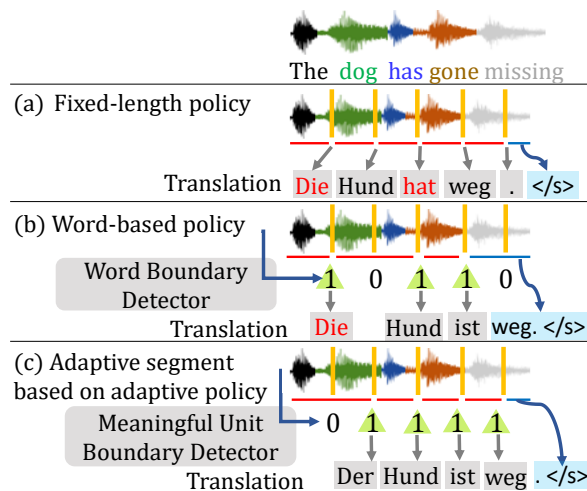 The dog has gone missing
(a) Fixed-length policy
Translation Die Hund hat weg . </s>
(b) Word-based policy
Word Boundary
Detector
1 0 1 1 0
Translation Die Hund ist weg. </s>
(c) Adaptive segment
based on adaptive policy
Meaningful Unit
Boundary Detector
0 1 1 1 1
Translation Der Hund ist weg . </s>